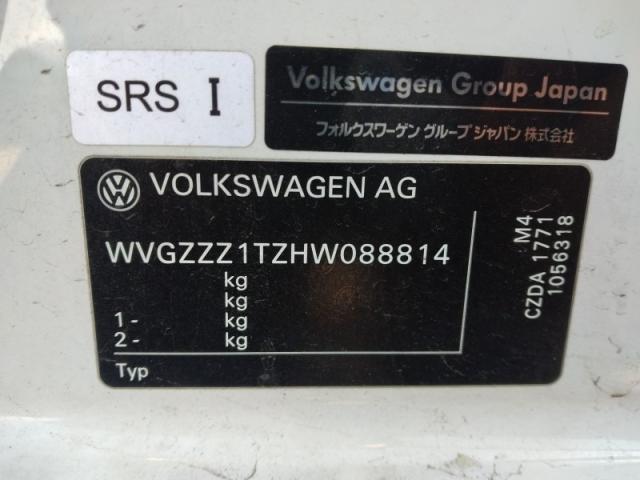 SRS I
Volkswagen Group Japan
フォルクスワーゲン グループ ジャパン 株式会社
VOLKSWAGEN AG
WVGZZZ1TZHW088814
kg
kg
1- kg
2- kg
Typ
M4
CZDA 1771
1056318